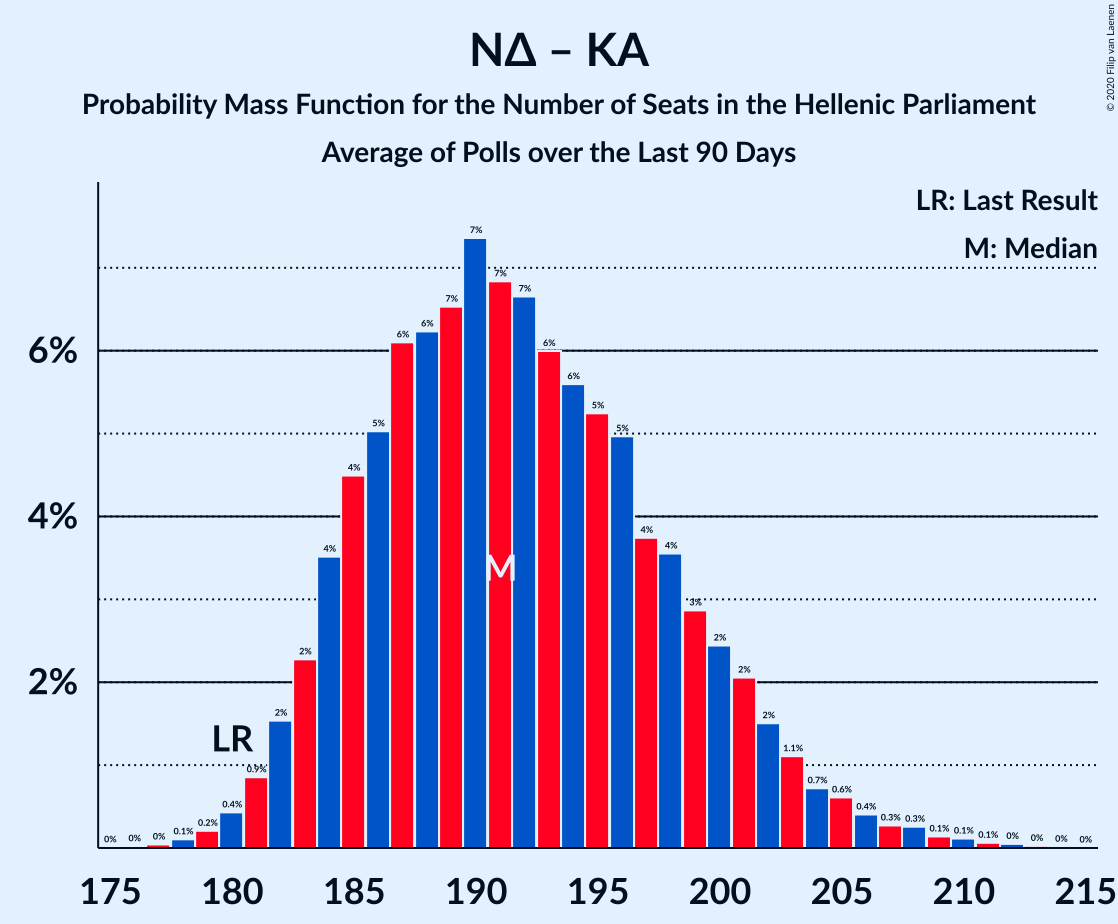 ΝΔ – ΚΑ
Probability Mass Function for the Number of Seats in the Hellenic Parliament
Average of Polls over the Last 90 Days
© 2020 Filip van Laenen
LR: Last Result
M: Median
6%
4%
2%
0% 0% 0% 0.1% 0.2% 0.4% 0.9% 2% 2% 4% 4% 5% 6% 6% 7% 7% 7% 7% 6% 6% 5% 5% 4% 4% 3% 2% 2% 2% 1.1% 0.7% 0.6% 0.4% 0.3% 0.3% 0.1% 0.1% 0.1% 0% 0% 0% 0%
LR
M
175 180 185 190 195 200 205 210 215